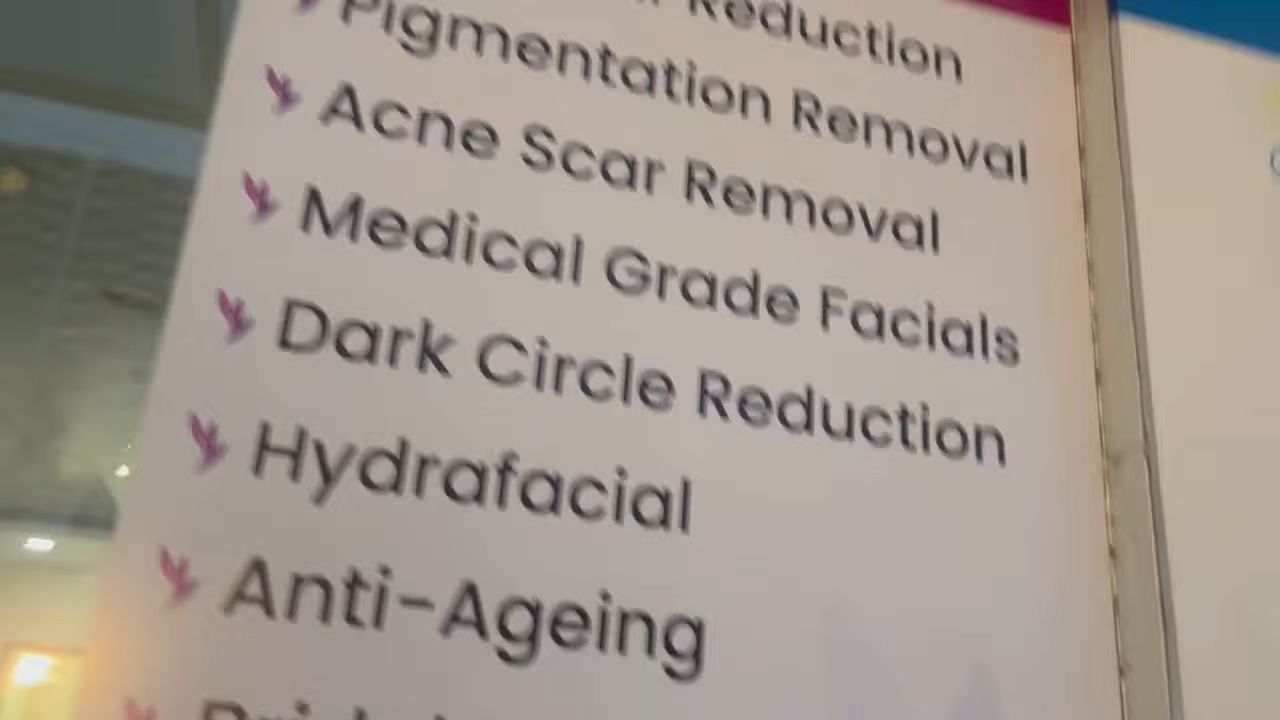 Reduction
Pigmentation Removal
Acne Scar Removal
Medical Grade Facials
Dark Circle Reduction
Hydrafacial
Anti-Ageing